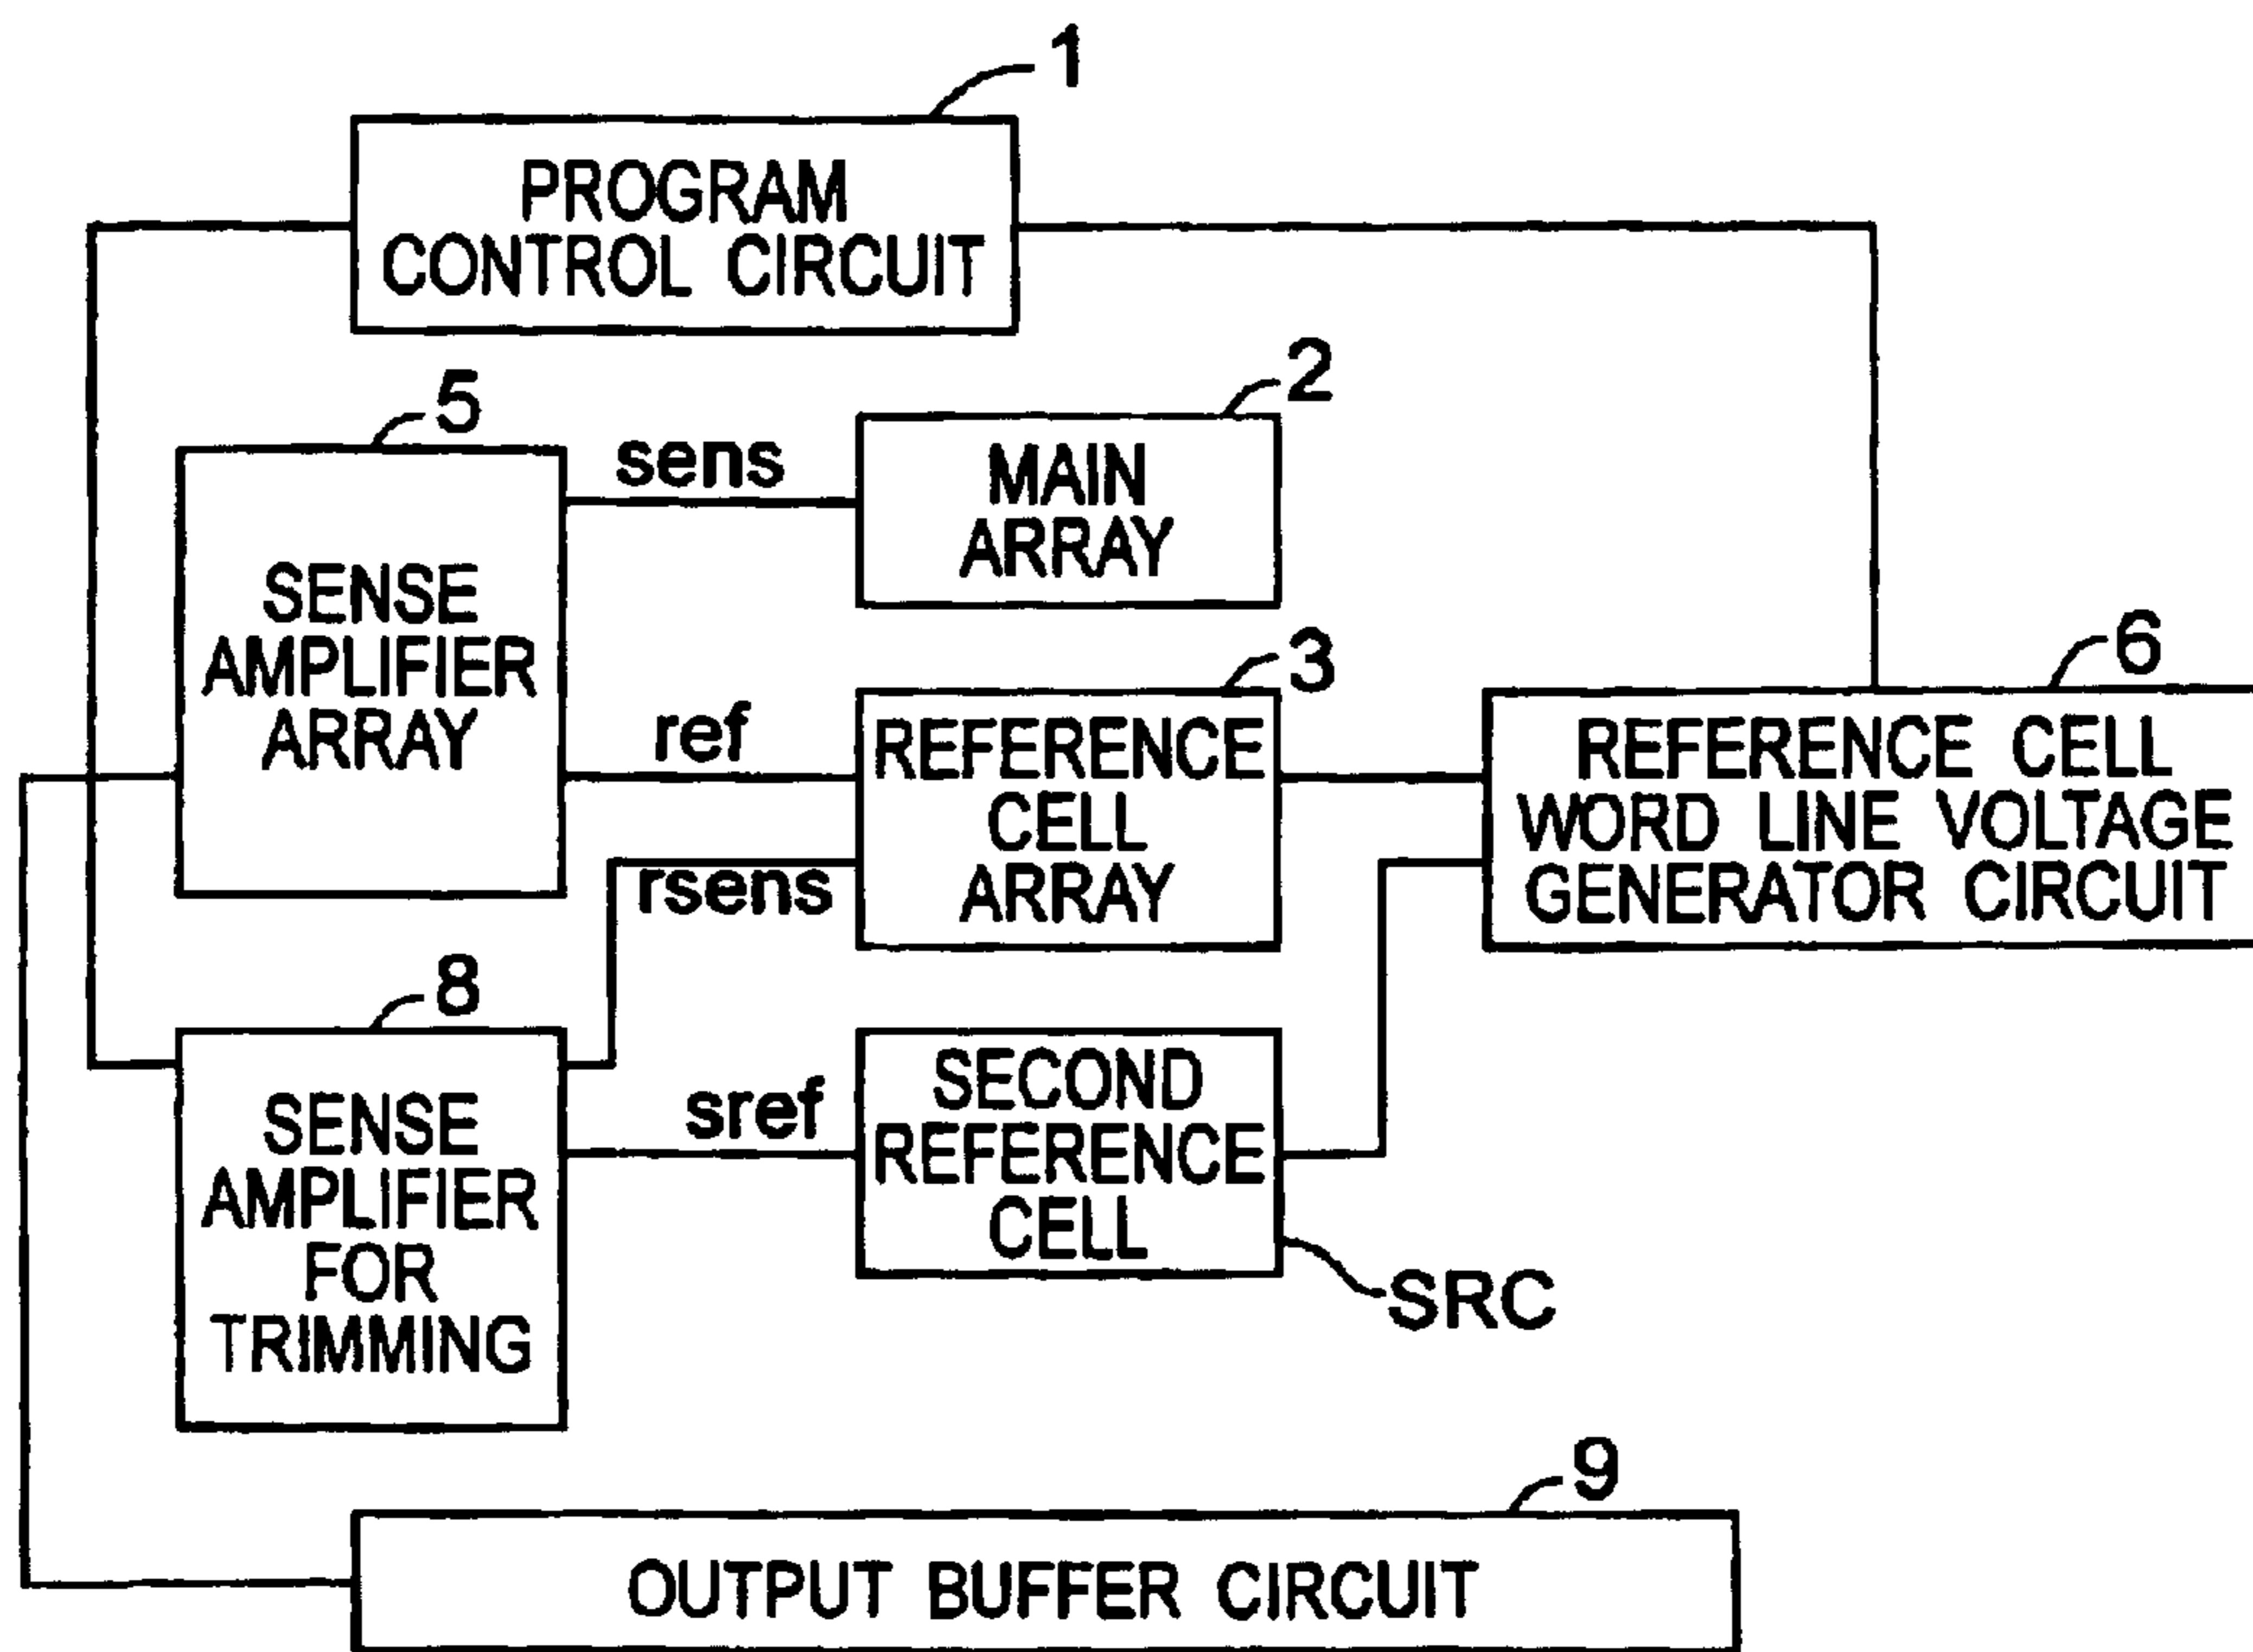 1
PROGRAM
CONTROL CIRCUIT
5
SENSE
AMPLIFIER
ARRAY
sens
2
MAIN
ARRAY
ref
3
REFERENCE
CELL
ARRAY
rsens
6
REFERENCE CELL
WORD LINE VOLTAGE
GENERATOR CIRCUIT
8
SENSE
AMPLIFIER
FOR
TRIMMING
sref
SECOND
REFERENCE
CELL
SRC
9
OUTPUT BUFFER CIRCUIT